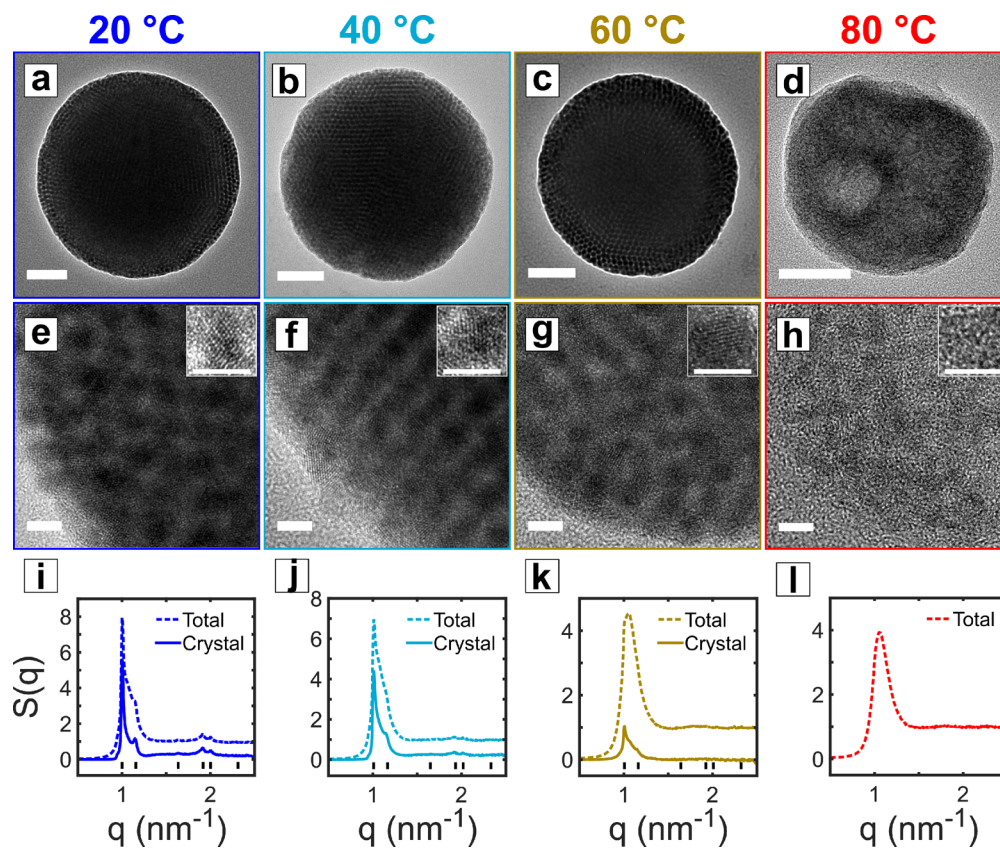 20 °C 40 °C 60 °C 80 °C
a b c d
e f g h
i j k l
8 Total Crystal 8 Total Crystal 4 Total Crystal 4 Total
6 6
4 4 2 2
2 2
0 0 0 0
S(q)
1 2 1 2 1 2 1 2
q (nm⁻¹) q (nm⁻¹) q (nm⁻¹) q (nm⁻¹)